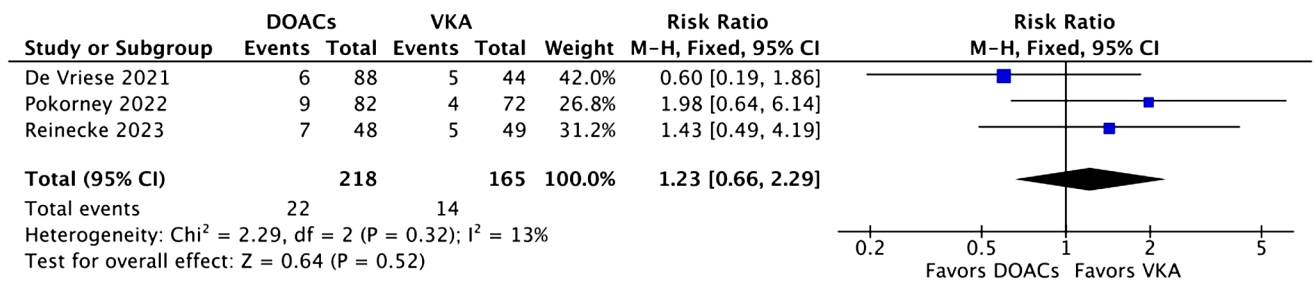 DOACs VKA Risk Ratio Risk Ratio
Study or Subgroup Events Total Events Total Weight M-H, Fixed, 95% CI M-H, Fixed, 95% CI
De Vriese 2021 6 88 5 44 42.0% 0.60 [0.19, 1.86]
Pokorney 2022 9 82 4 72 26.8% 1.98 [0.64, 6.14]
Reinecke 2023 7 48 5 49 31.2% 1.43 [0.49, 4.19]
Total (95% CI) 218 165 100.0% 1.23 [0.66, 2.29]
Total events 22 14
Heterogeneity: Chi² = 2.29, df = 2 (P = 0.32); I² = 13%
Test for overall effect: Z = 0.64 (P = 0.52)
0.2 0.5 1 2 5
Favors DOACs Favors VKA